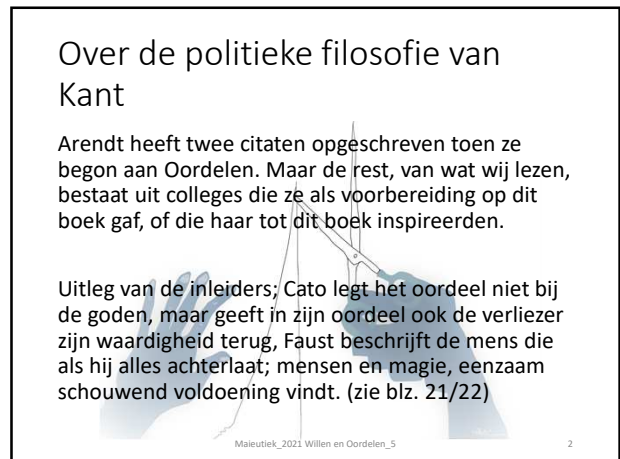 Over de politieke filosofie van
Kant
Arendt heeft twee citaten opgeschreven toen ze
begon aan Oordelen. Maar de rest, van wat wij lezen,
bestaat uit colleges die ze als voorbereiding op dit
boek gaf, of die haar tot dit boek inspireerden.
Uitleg van de inleiders; Cato legt het oordeel niet bij
de goden, maar geeft in zijn oordeel ook de verliezer
zijn waardigheid terug, Faust beschrijft de mens die
als hij alles achterlaat; mensen en magie, eenzaam
schouwend voldoening vindt. (zie blz. 21/22)
Maieutiek_2021 Willen en Oordelen_5
2